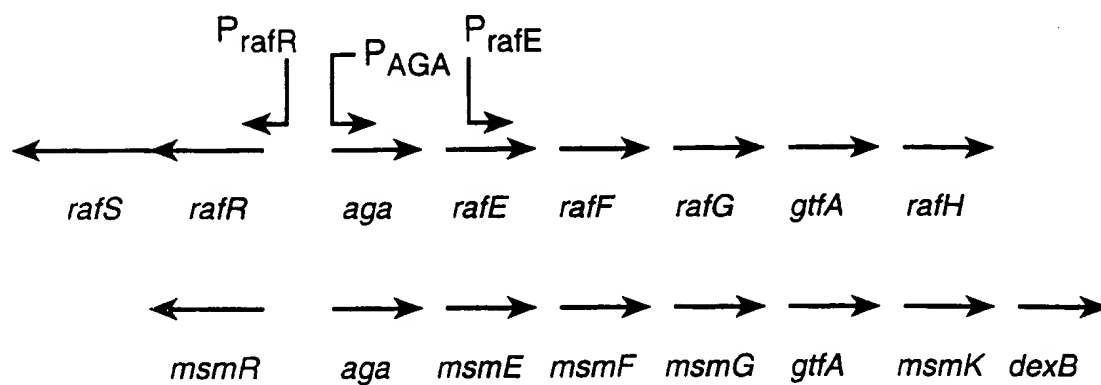 PrafR
PAGA
PrafE
rafS rafR aga rafE rafF rafG gtfA rafH
msmR aga msmE msmF msmG gtfA msmK dexB